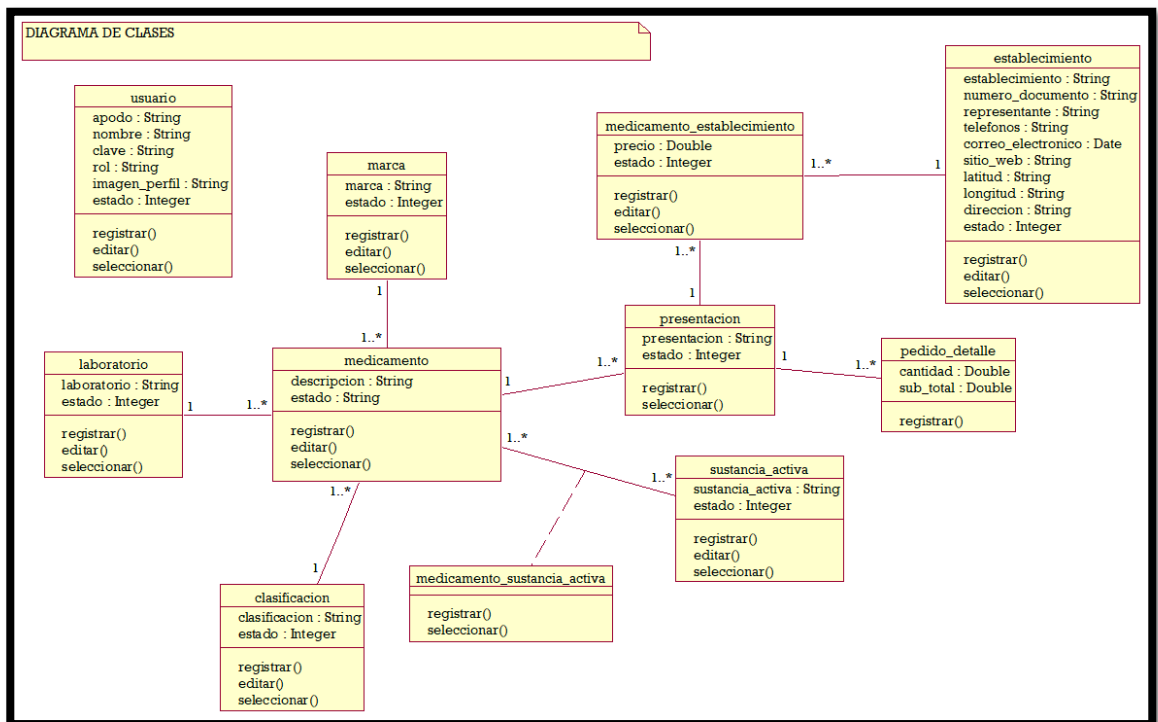 DIAGRAMA DE CLASES
usuario
apodo : String
nombre : String
clave : String
rol : String
imagen_perfil : String
estado : Integer
registrar()
editar()
seleccionar()
marca
marca : String
estado : Integer
registrar()
editar()
seleccionar()
1
1..*
medicamento_establecimiento
precio : Double
estado : Integer
registrar()
editar()
seleccionar()
1..*
1
1..*
1
establecimiento
establecimiento : String
numero_documento : String
representante : String
telefonos : String
correo_electronico : Date
sitio_web : String
latitud : String
longitud : String
direccion : String
estado : Integer
registrar()
editar()
seleccionar()
laboratorio
laboratorio : String
estado : Integer
registrar()
editar()
seleccionar()
1
1..*
medicamento
descripcion : String
estado : String
registrar()
editar()
seleccionar()
1
1..*
presentacion
presentacion : String
estado : Integer
registrar()
seleccionar()
1
1..*
pedido_detalle
cantidad : Double
sub_total : Double
registrar()
1..*
1..*
sustancia_activa
sustancia_activa : String
estado : Integer
registrar()
editar()
seleccionar()
medicamento_sustancia_activa
registrar()
seleccionar()
1..*
1
clasificacion
clasificacion : String
estado : Integer
registrar()
editar()
seleccionar()